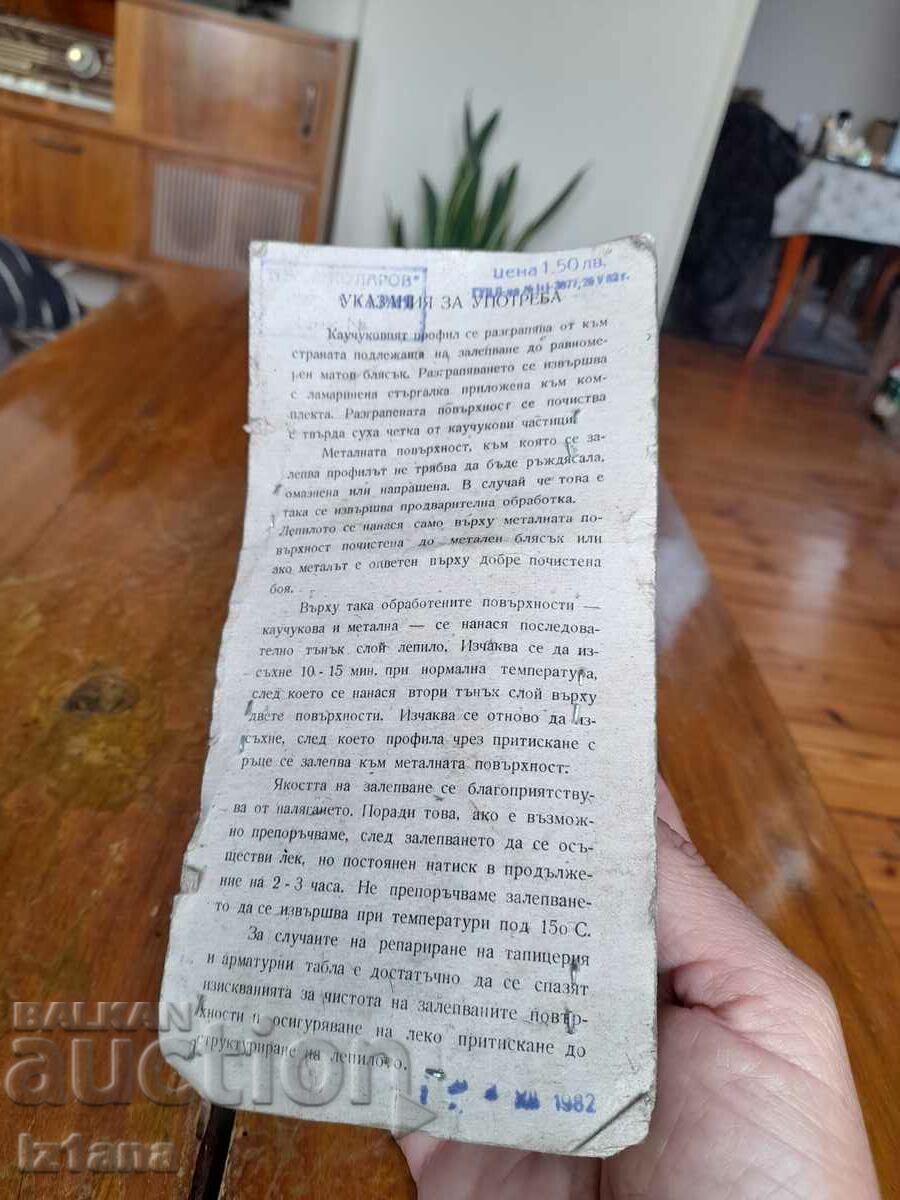 ОЛАРОВ"
цена 1.50 лв.
УКАЗАНИЯ ЗА УПОТРЕБА
Каучуковият профил се разграпява от към
страната подлежаща на залепване до равноме-
рен матов блясък. Разграпяването се извършва
с ламаринена стъргалка приложена към ком-
плекта. Разграпената повърхност се почиства
с твърда суха четка от каучукови частици.
Металната повърхност, към която се за-
лепва профилът не трябва да бъде ръждясала,
омазнена или напрашена. В случай че това е
така се извършва продварителна обработка.
Лепилото се нанася само върху металната по-
върхност почистена до метален блясък или
ако металът е одветен върху добре почистена
боя.
Върху така обработените повърхности —
каучукова и метална — се нанася последова-
телно тънък слой лепило. Изчаква се да из-
съхне 10 - 15 мин. при нормална температура,
след което се нанася втори тънък слой върху
двете повърхности. Изчаква се отново да из-
съхне, след което профила чрез притискане с
ръце се залепва към металната повърхност.
Якостта на залепване се благоприятству-
ва от налягането. Поради това, ако е възмож-
но препоръчваме, след залепването да се осъ-
ществи лек, но постоянен натиск в продълже-
ние на 2 - 3 часа. Не препоръчваме залепване-
то да се извършва при температури под 15о С.
За случаите на репариране на тапицерия
и арматурни табла е достатъчно да се спазят
изискванията за чистота на залепваните повър-
хности и осигуряване на леко притискане до
структуриране на лепилото.
XII 1982
BALKAN
auction
iz1ana